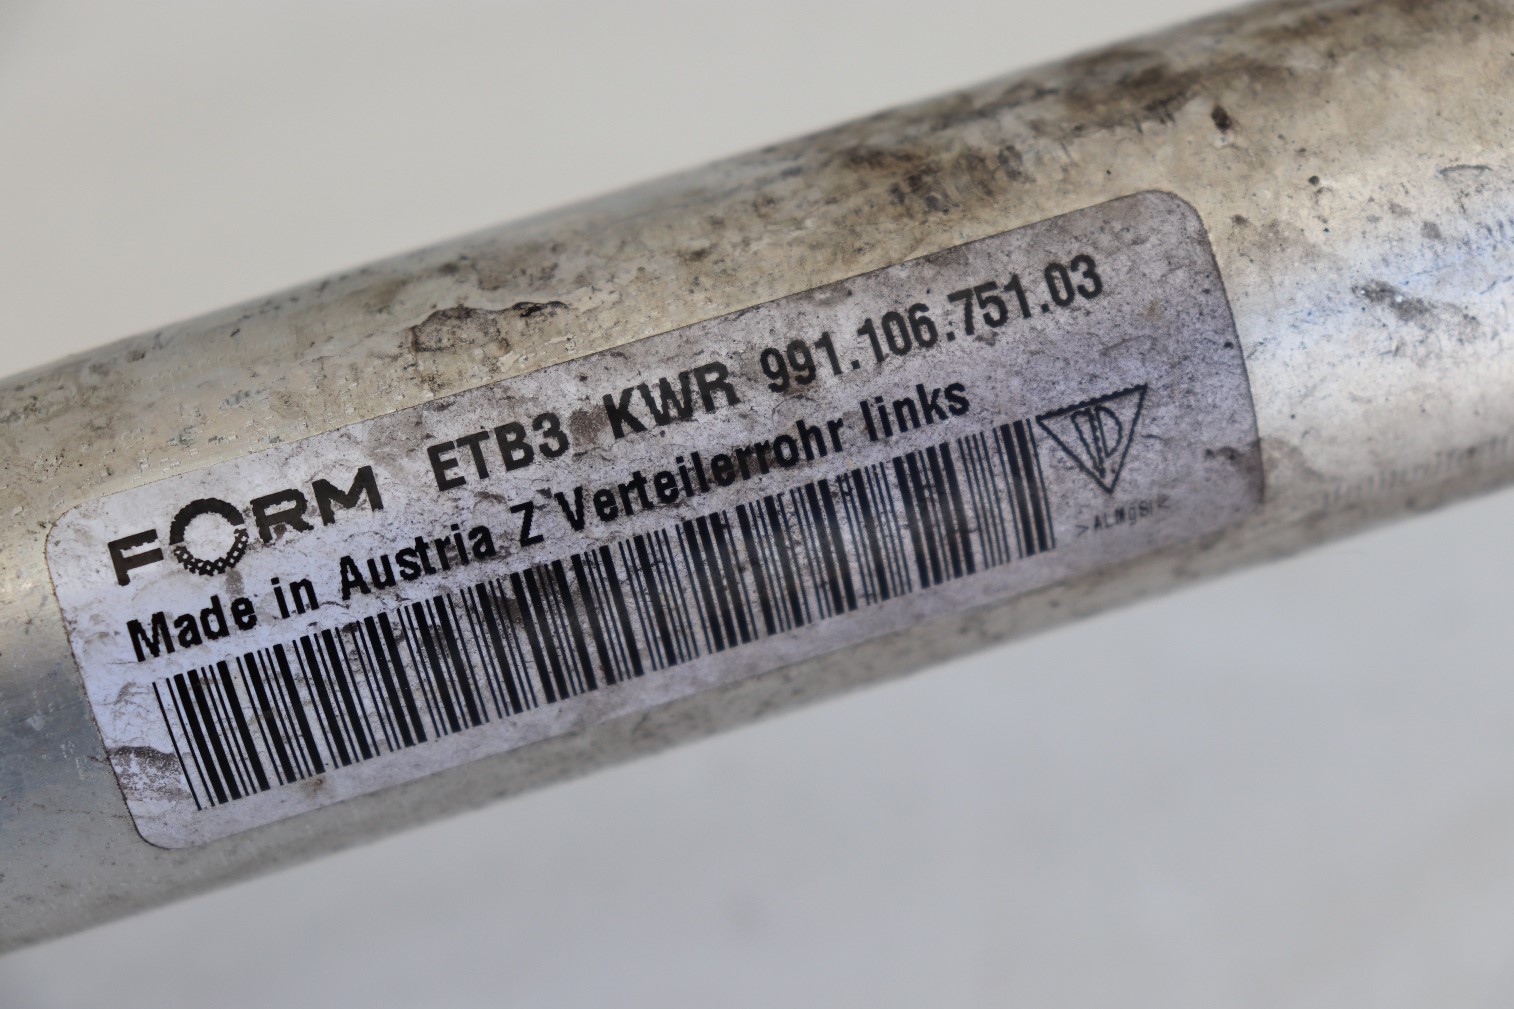 FORM ETB3 KWR 991.106.751.03
Made in Austria Z Verteilerrohr links
>ALMgSi<